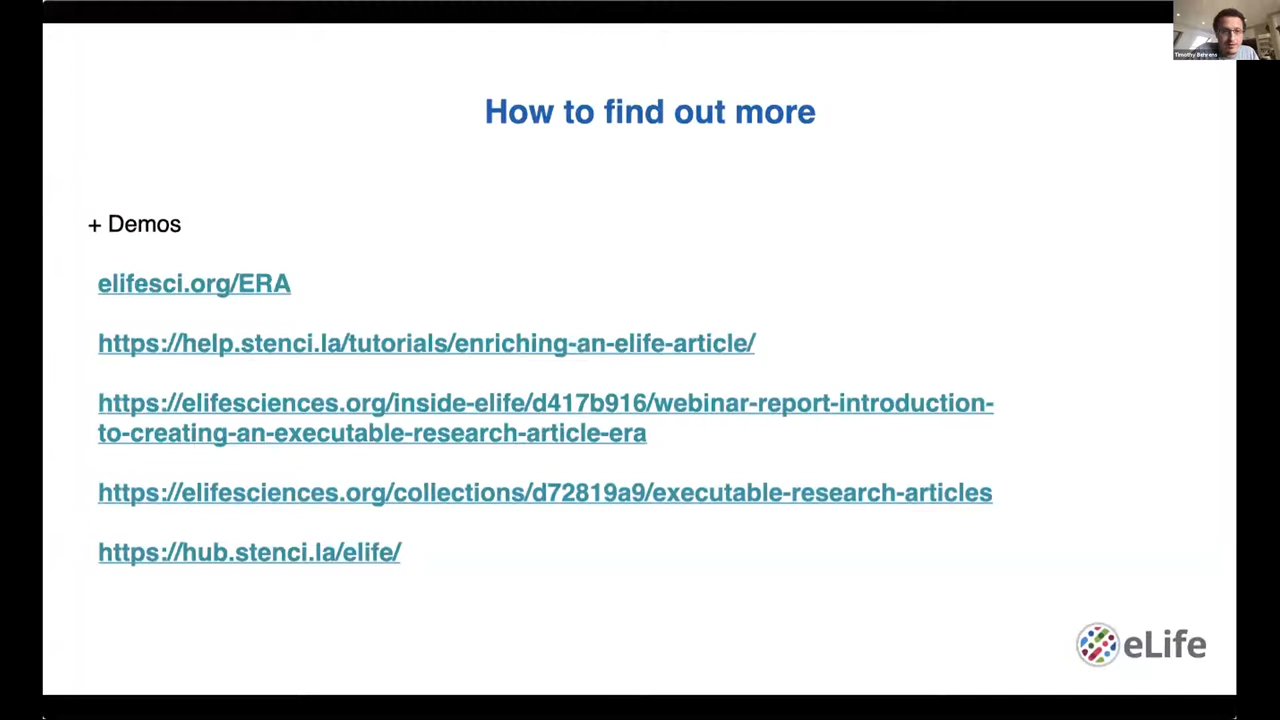 Timothy Behrens
How to find out more
+ Demos
elifesci.org/ERA
https://help.stenci.la/tutorials/enriching-an-elife-article/
https://elifesciences.org/inside-elife/d417b916/webinar-report-introduction-
to-creating-an-executable-research-article-era
https://elifesciences.org/collections/d72819a9/executable-research-articles
https://hub.stenci.la/elife/
eLife